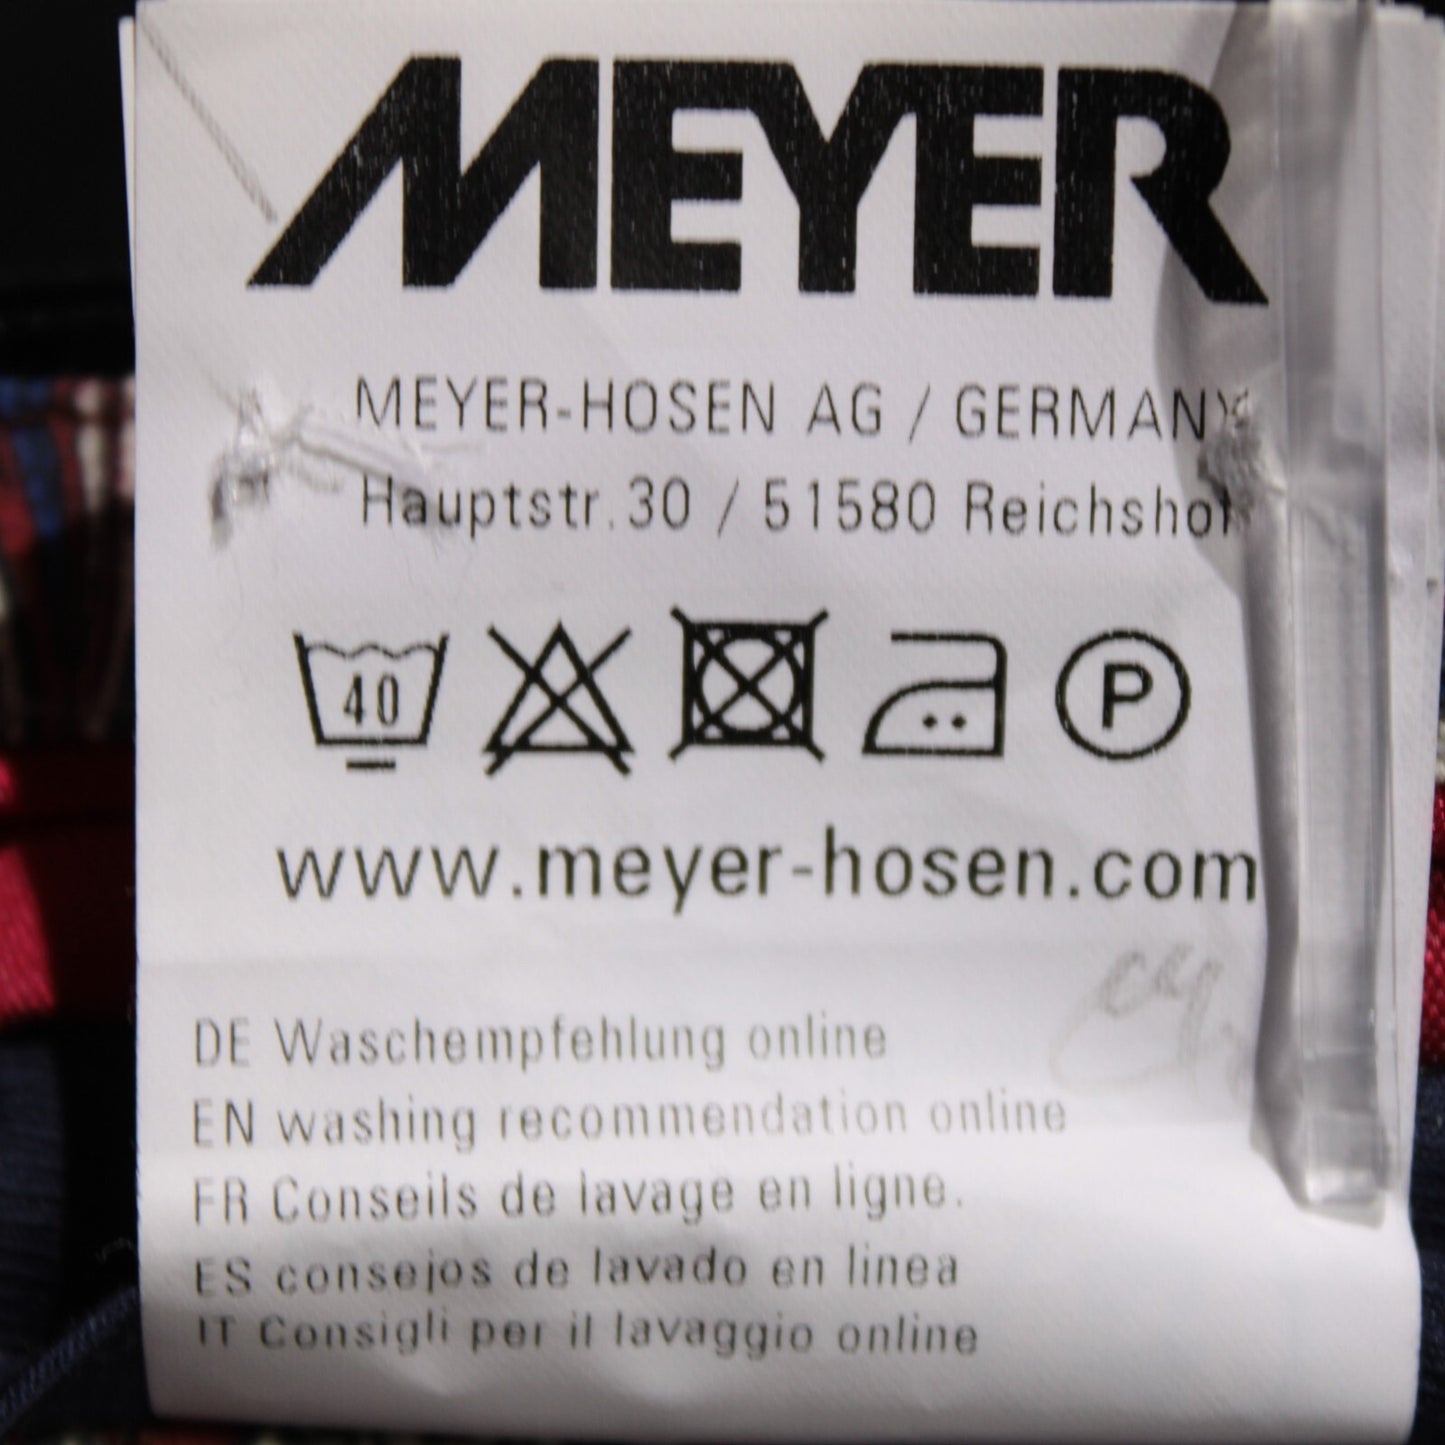 MEYER
MEYER-HOSEN AG / GERMANY
Hauptstr.30 / 51580 Reichshof
40 P
www.meyer-hosen.com
DE Waschempfehlung online
EN washing recommendation online
FR Conseils de lavage en ligne.
ES consejos de lavado en linea
IT Consigli per il lavaggio online